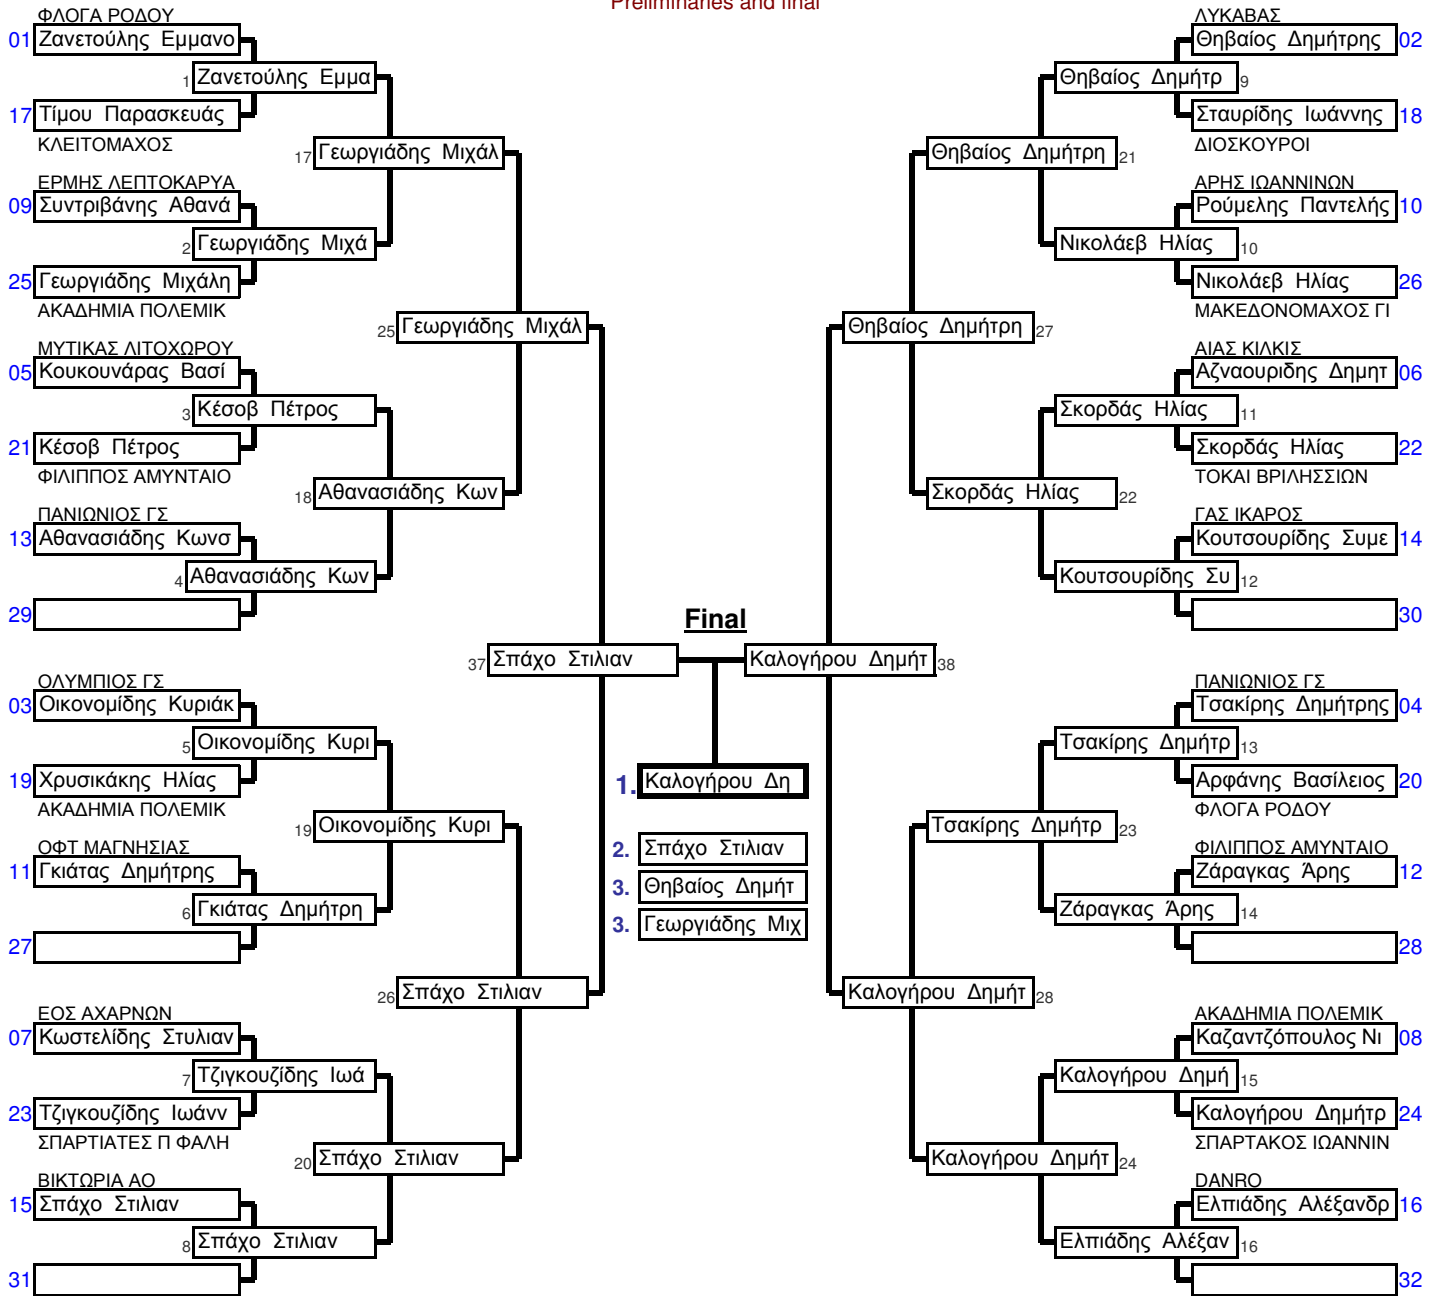 Preliminaries and final
ΦΛΟΓΑ ΡΟΔΟΥ
01 Ζανετούλης Εμμανο
1 Ζανετούλης Εμμα
17 Τίμου Παρασκευάς
ΚΛΕΙΤΟΜΑΧΟΣ
17 Γεωργιάδης Μιχάλ
ΕΡΜΗΣ ΛΕΠΤΟΚΑΡΥΑ
09 Συντριβάνης Αθανά
2 Γεωργιάδης Μιχά
25 Γεωργιάδης Μιχάλη
ΑΚΑΔΗΜΙΑ ΠΟΛΕΜΙΚ
25 Γεωργιάδης Μιχάλ
ΜΥΤΙΚΑΣ ΛΙΤΟΧΩΡΟΥ
05 Κουκουνάρας Βασί
3 Κέσοβ Πέτρος
21 Κέσοβ Πέτρος
ΦΙΛΙΠΠΟΣ ΑΜΥΝΤΑΙΟ
18 Αθανασιάδης Κων
ΠΑΝΙΩΝΙΟΣ ΓΣ
13 Αθανασιάδης Κωνσ
4 Αθανασιάδης Κων
29
37 Σπάχο Στιλιαν
ΟΛΥΜΠΙΟΣ ΓΣ
03 Οικονομίδης Κυριάκ
5 Οικονομίδης Κυρι
19 Χρυσικάκης Ηλίας
ΑΚΑΔΗΜΙΑ ΠΟΛΕΜΙΚ
19 Οικονομίδης Κυρι
ΟΦΤ ΜΑΓΝΗΣΙΑΣ
11 Γκιάτας Δημήτρης
6 Γκιάτας Δημήτρη
27
26 Σπάχο Στιλιαν
ΕΟΣ ΑΧΑΡΝΩΝ
07 Κωστελίδης Στυλιαν
7 Τζιγκουζίδης Ιωά
23 Τζιγκουζίδης Ιωάνν
ΣΠΑΡΤΙΑΤΕΣ Π ΦΑΛΗ
20 Σπάχο Στιλιαν
ΒΙΚΤΩΡΙΑ ΑΟ
15 Σπάχο Στιλιαν
8 Σπάχο Στιλιαν
31
Final
1. Καλογήρου Δη
2. Σπάχο Στιλιαν
3. Θηβαίος Δημήτ
3. Γεωργιάδης Μιχ
ΛΥΚΑΒΑΣ
Θηβαίος Δημήτρης 02
Θηβαίος Δημήτρ 9
Σταυρίδης Ιωάννης 18
ΔΙΟΣΚΟΥΡΟΙ
Θηβαίος Δημήτρη 21
ΑΡΗΣ ΙΩΑΝΝΙΝΩΝ
Ρούμελης Παντελής 10
Νικολάεβ Ηλίας 10
Νικολάεβ Ηλίας 26
ΜΑΚΕΔΟΝΟΜΑΧΟΣ ΓΙ
Θηβαίος Δημήτρη 27
ΑΙΑΣ ΚΙΛΚΙΣ
Αζναουριδης Δημητ 06
Σκορδάς Ηλίας 11
Σκορδάς Ηλίας 22
ΤΟΚΑΙ ΒΡΙΛΗΣΣΙΩΝ
Σκορδάς Ηλίας 22
ΓΑΣ ΙΚΑΡΟΣ
Κουτσουρίδης Συμε 14
Κουτσουρίδης Συ 12
30
Καλογήρου Δημήτ 38
ΠΑΝΙΩΝΙΟΣ ΓΣ
Τσακίρης Δημήτρης 04
Τσακίρης Δημήτρ 13
Αρφάνης Βασίλειος 20
ΦΛΟΓΑ ΡΟΔΟΥ
Τσακίρης Δημήτρ 23
ΦΙΛΙΠΠΟΣ ΑΜΥΝΤΑΙΟ
Ζάραγκας Άρης 12
Ζάραγκας Άρης 14
28
Καλογήρου Δημήτ 28
ΑΚΑΔΗΜΙΑ ΠΟΛΕΜΙΚ
Καζαντζόπουλος Νι 08
Καλογήρου Δημή 15
Καλογήρου Δημήτρ 24
ΣΠΑΡΤΑΚΟΣ ΙΩΑΝΝΙΝ
Καλογήρου Δημήτ 24
DANRO
Ελπιάδης Αλέξανδρ 16
Ελπιάδης Αλέξαν 16
32